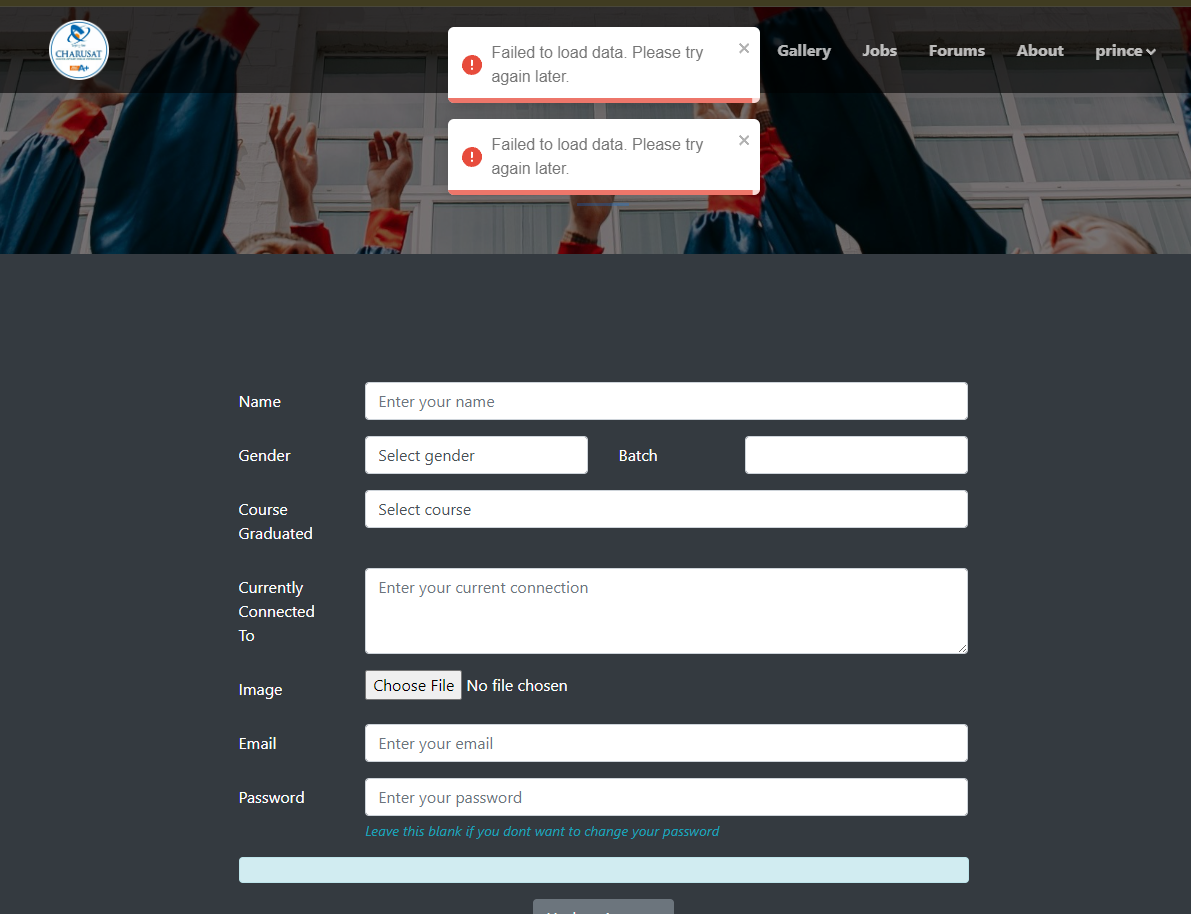 CHARUSAT
Failed to load data. Please try
again later.
Gallery
Jobs
Forums
About
prince
Failed to load data. Please try
again later.
Name
Enter your name
Gender
Select gender
Batch
Course
Graduated
Select course
Currently
Connected
To
Enter your current connection
Image
Choose File No file chosen
Email
Enter your email
Password
Enter your password
Leave this blank if you dont want to change your password